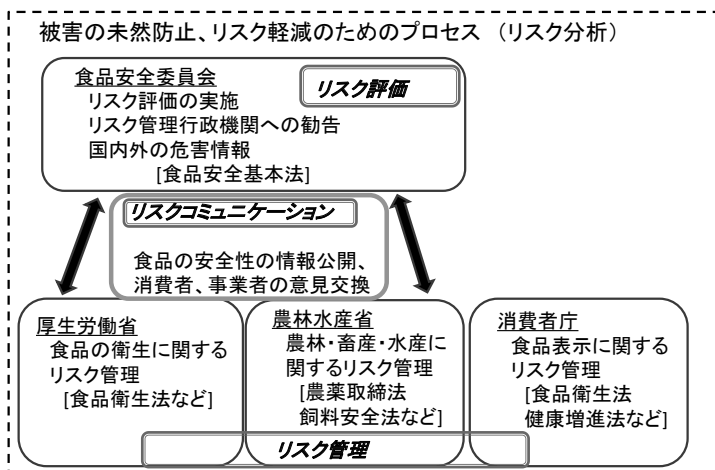 被害の未然防止、リスク軽減のためのプロセス （リスク分析）
食品安全委員会
リスク評価
リスク評価の実施
リスク管理行政機関への勧告
国内外の危害情報
[食品安全基本法]
リスクコミュニケーション
食品の安全性の情報公開、
消費者、事業者の意見交換
厚生労働省
食品の衛生に関する
リスク管理
[食品衛生法など]
農林水産省
農林・畜産・水産に
関するリスク管理
[農薬取締法
飼料安全法など]
消費者庁
食品表示に関する
リスク管理
[食品衛生法
健康増進法など]
リスク管理